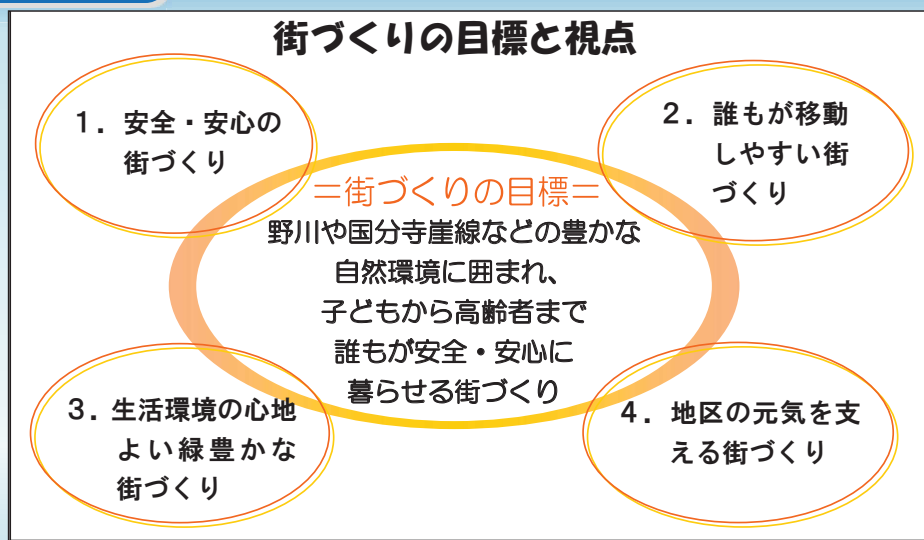 街づくりの目標と視点
1．安全・安心の
街づくり
2．誰もが移動
しやすい街
づくり
＝街づくりの目標＝
野川や国分寺崖線などの豊かな
自然環境に囲まれ、
子どもから高齢者まで
誰もが安全・安心に
暮らせる街づくり
3．生活環境の心地
よい緑豊かな
街づくり
4．地区の元気を支
える街づくり